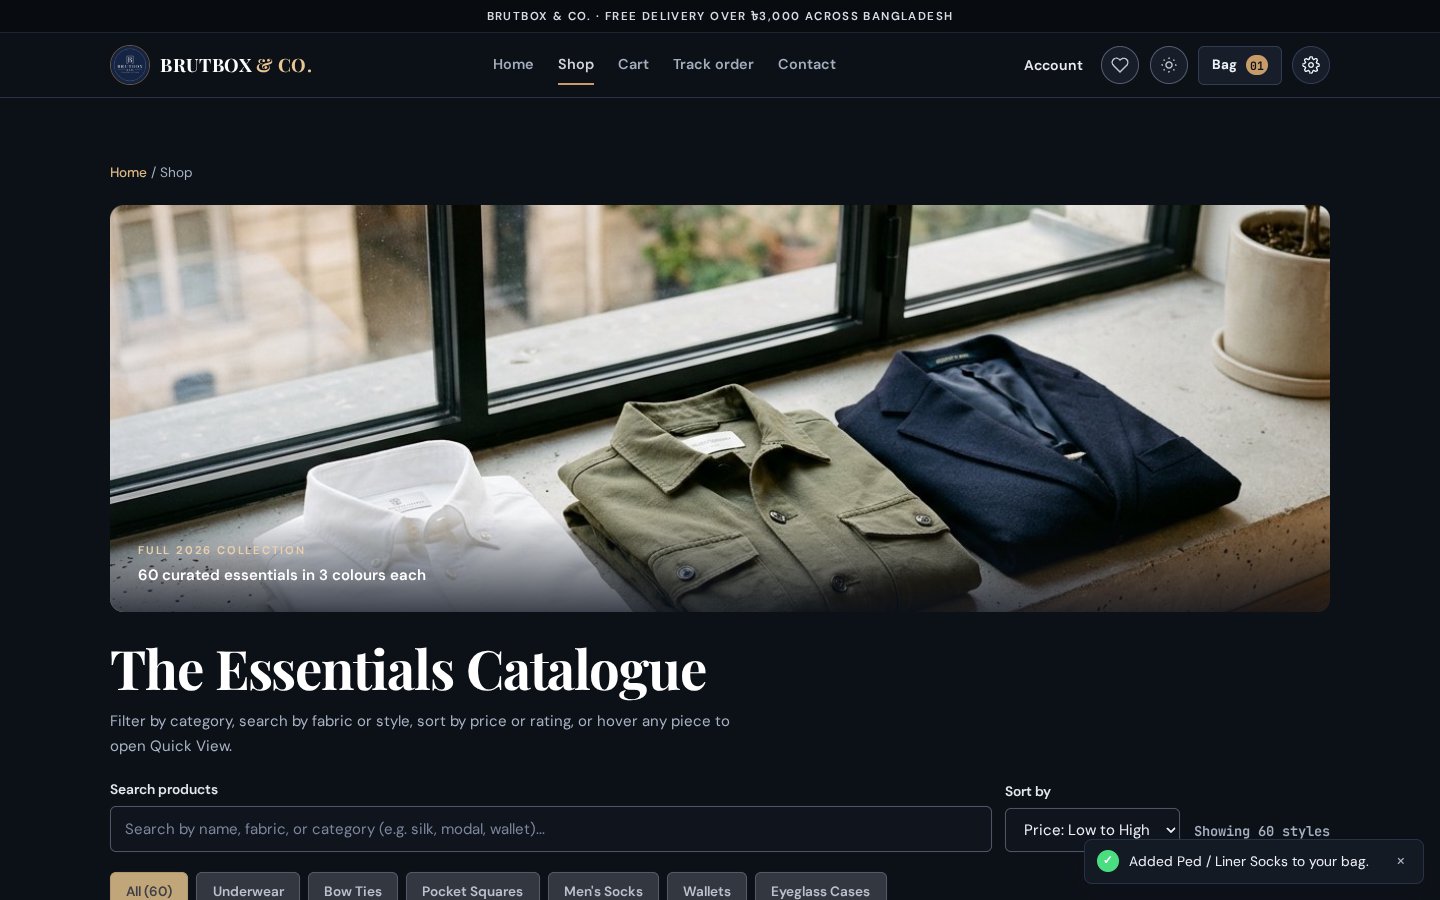 BRUTBOX & CO. · FREE DELIVERY OVER ৳3,000 ACROSS BANGLADESH
BRUTBOX & CO.
Home
Shop
Cart
Track order
Contact
Account
Bag 01
Home / Shop
FULL 2026 COLLECTION
60 curated essentials in 3 colours each
The Essentials Catalogue
Filter by category, search by fabric or style, sort by price or rating, or hover any piece to
open Quick View.
Search products
Sort by
Search by name, fabric, or category (e.g. silk, modal, wallet)...
Price: Low to High
Showing 60 styles
✓ Added Ped / Liner Socks to your bag. ×
All (60)
Underwear
Bow Ties
Pocket Squares
Men's Socks
Wallets
Eyeglass Cases